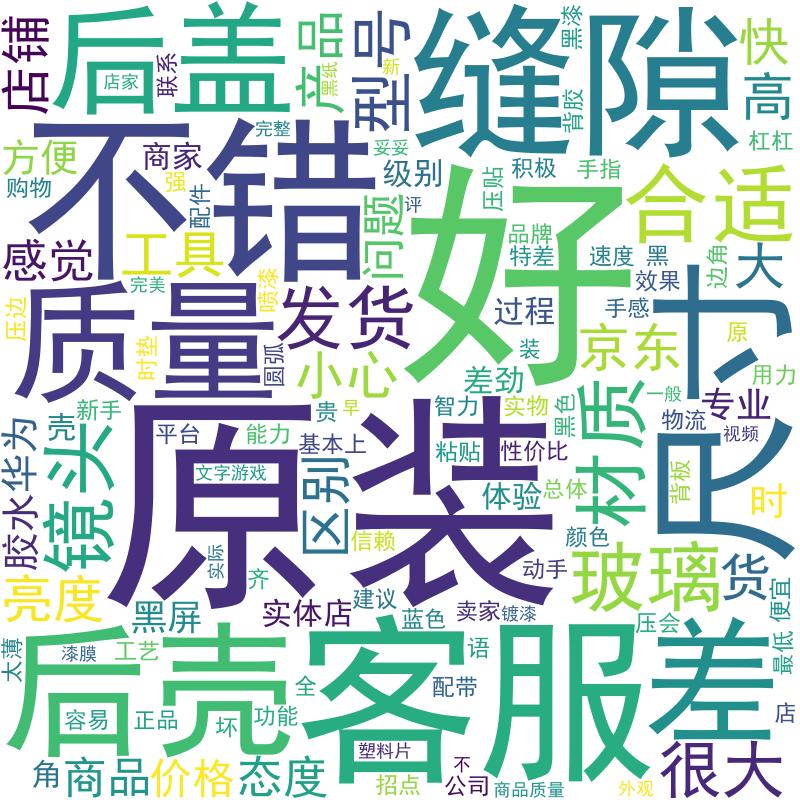 店铺
后盖
店家
联系
产品
黑纸
型号
缝隙
黑漆
背胶
新
快
高
杠杠
方便
购物
不错
完整
商家
强
配件
妥妥
级别
评
压贴
积极
手指
合适
感觉
工具
完美
喷漆
问题
好
品牌
特差
速度
黑
效果
边角
大
压边
质量
时垫
圆弧
发货
小心
过程
装
手感
京东
尺寸
原
用力
差劲
智力
实物
黑色
材质
一般
专业
物流
视频
新手
壳
华为
胶水
镜头
平台
能力
贵
早
基本上
文字游戏
原装
区别
粘贴
性价比
体验
总体
颜色
背板
时
信赖
实际
齐
亮度
黑屏
实体店
建议
蓝色
卖家
镀漆
动手
玻璃
货
便宜
最低
太薄
漆膜
工艺
后壳
容易
正品
坏
功能
全
客服
语
配带
压会
差
店
角
商品
价格
态度
塑料片
招点
不
公司
商品质量
外观
很大